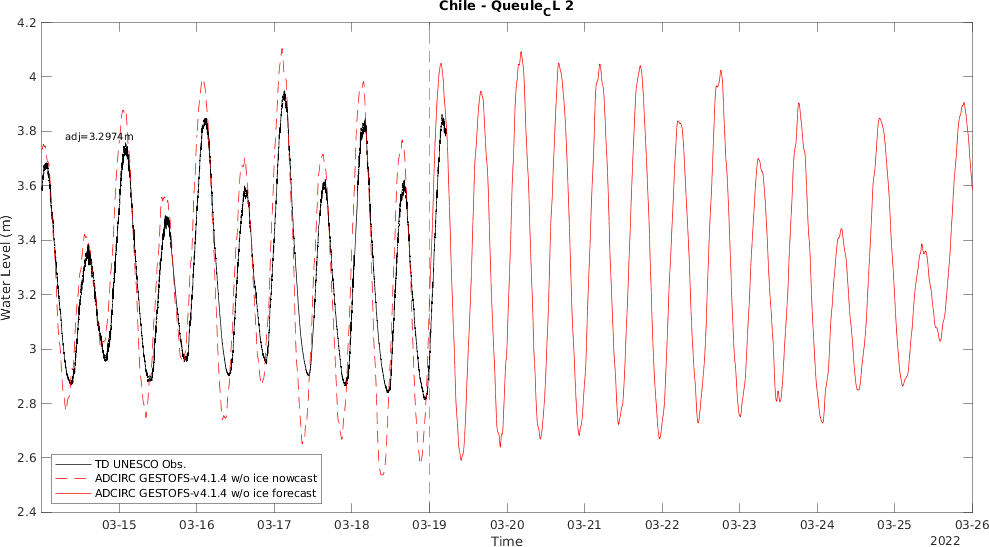 Chile - QueuleCL 2
4.2
4
3.8
3.6
3.4
3.2
3
2.8
2.6
2.4
Water Level (m)
adj=3.2974m
TD UNESCO Obs.
ADCIRC GESTOFS-v4.1.4 w/o ice nowcast
ADCIRC GESTOFS-v4.1.4 w/o ice forecast
03-15 03-16 03-17 03-18 03-19 03-20 03-21 03-22 03-23 03-24 03-25 03-26
Time
2022